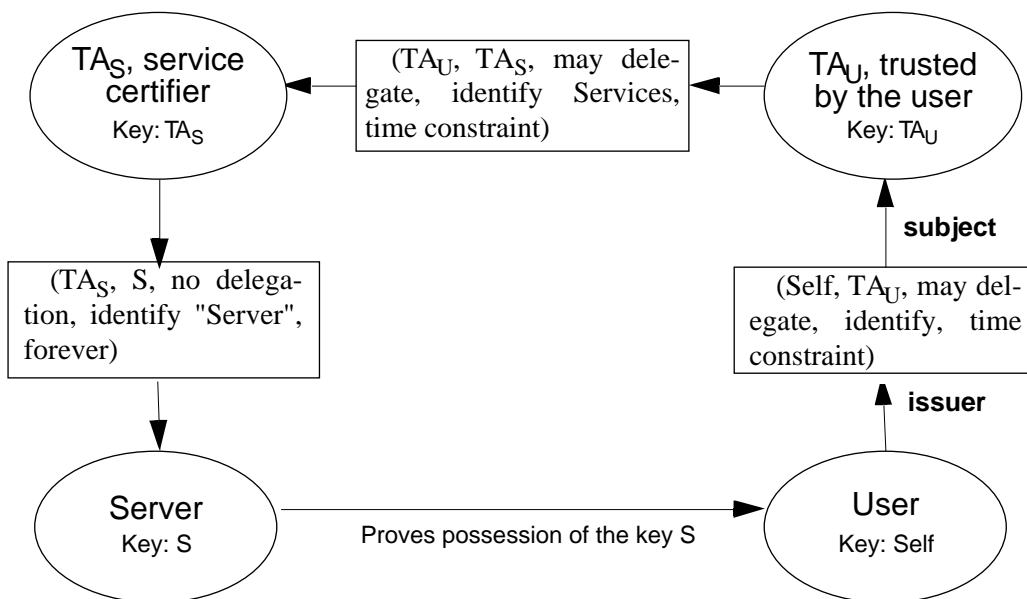 TAS, service
certifier
Key: TAS
(TAU, TAS, may dele-
gate, identify Services,
time constraint)
TAU, trusted
by the user
Key: TAU
subject
(TAS, S, no delega-
tion, identify "Server",
forever)
(Self, TAU, may del-
egate, identify, time
constraint)
issuer
Server
Key: S
Proves possession of the key S
User
Key: Self